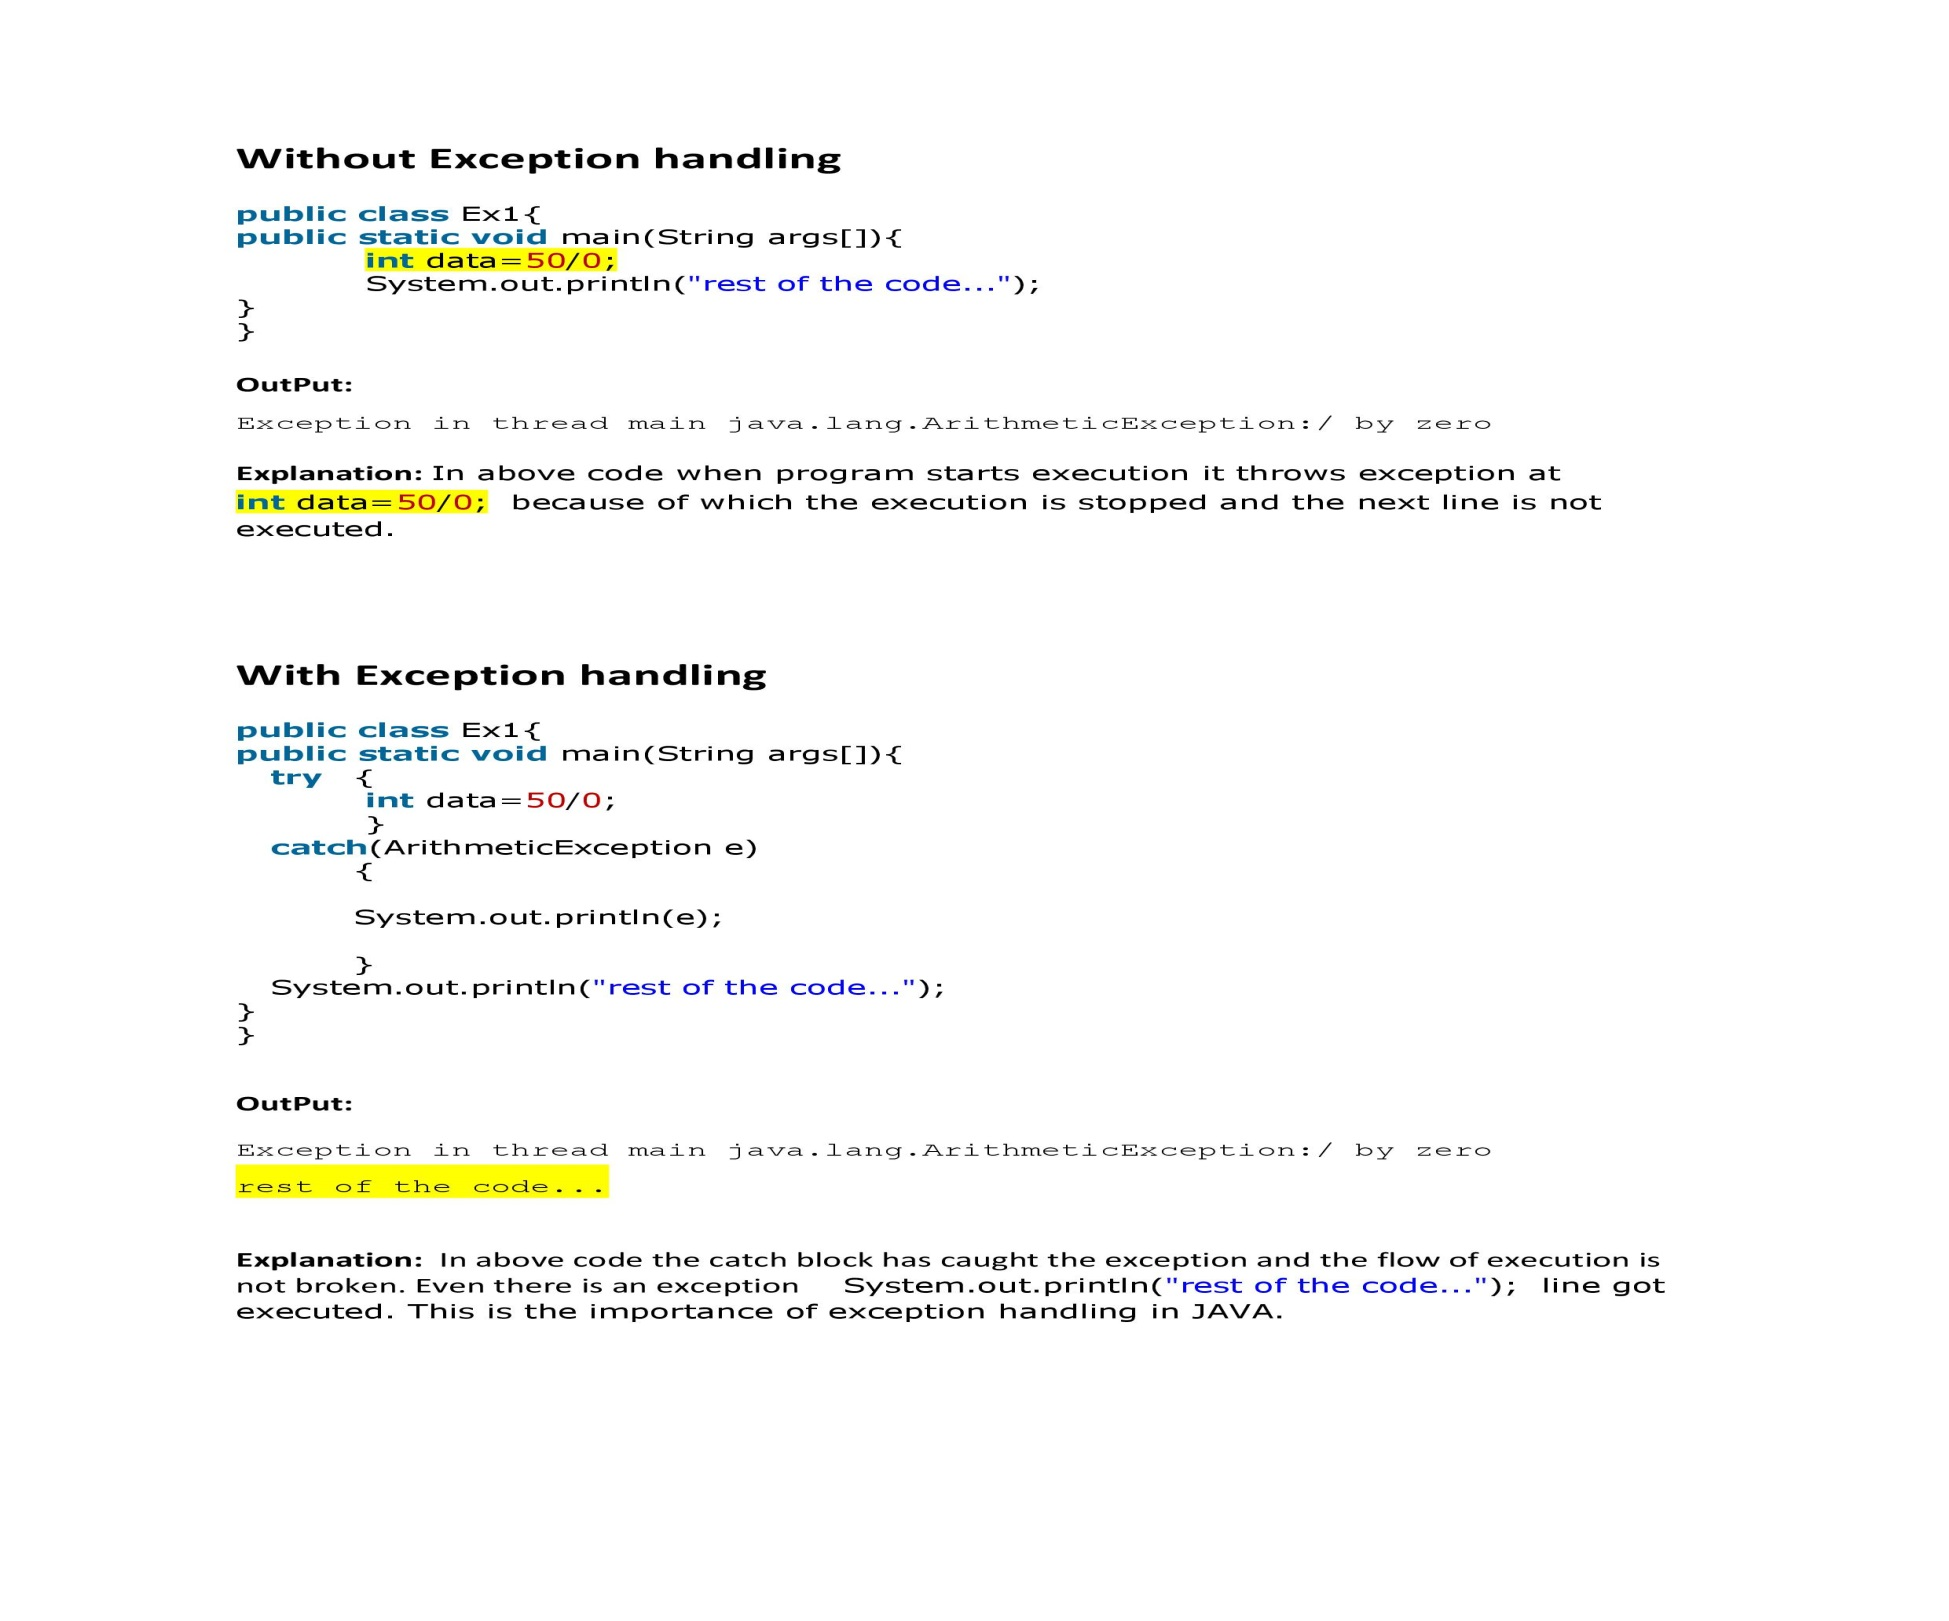 Without Exception handling
public class Ex1{
public static void main(String args[]){
int data=50/0;
System.out.println("rest of the code...");
}
}
OutPut:
Exception in thread main java.lang.ArithmeticException:/ by zero
Explanation: In above code when program starts execution it throws exception at
int data=50/0; because of which the execution is stopped and the next line is not
executed.
With Exception handling
public class Ex1{
public static void main(String args[]){
try {
int data=50/0;
}
catch(ArithmeticException e)
{
System.out.println(e);
}
System.out.println("rest of the code...");
}
}
OutPut:
Exception in thread main java.lang.ArithmeticException:/ by zero
rest of the code...
Explanation: In above code the catch block has caught the exception and the flow of execution is
not broken. Even there is an exception System.out.println("rest of the code..."); line got
executed. This is the importance of exception handling in JAVA.